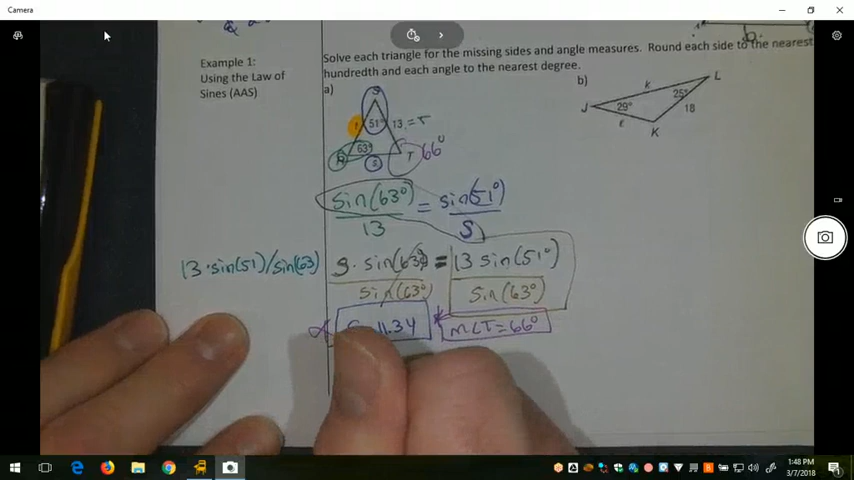 Camera
Example 1:
Using the Law of
Sines (AAS)
Solve each triangle for the missing sides and angle measures. Round each side to the nearest
hundredth and each angle to the nearest degree.
a)
S
51°
13 = r
63°
R
s
T
66°
b)
J
k
L
29°
25°
18
ℓ
K
sin(63°) = sin(51°)
13 S
13·sin(51)/sin(63)
S · sin(63°) = 13 sin(51°)
sin(63°) sin(63°)
11.34
m∠T=66°
1:48 PM
3/7/2018